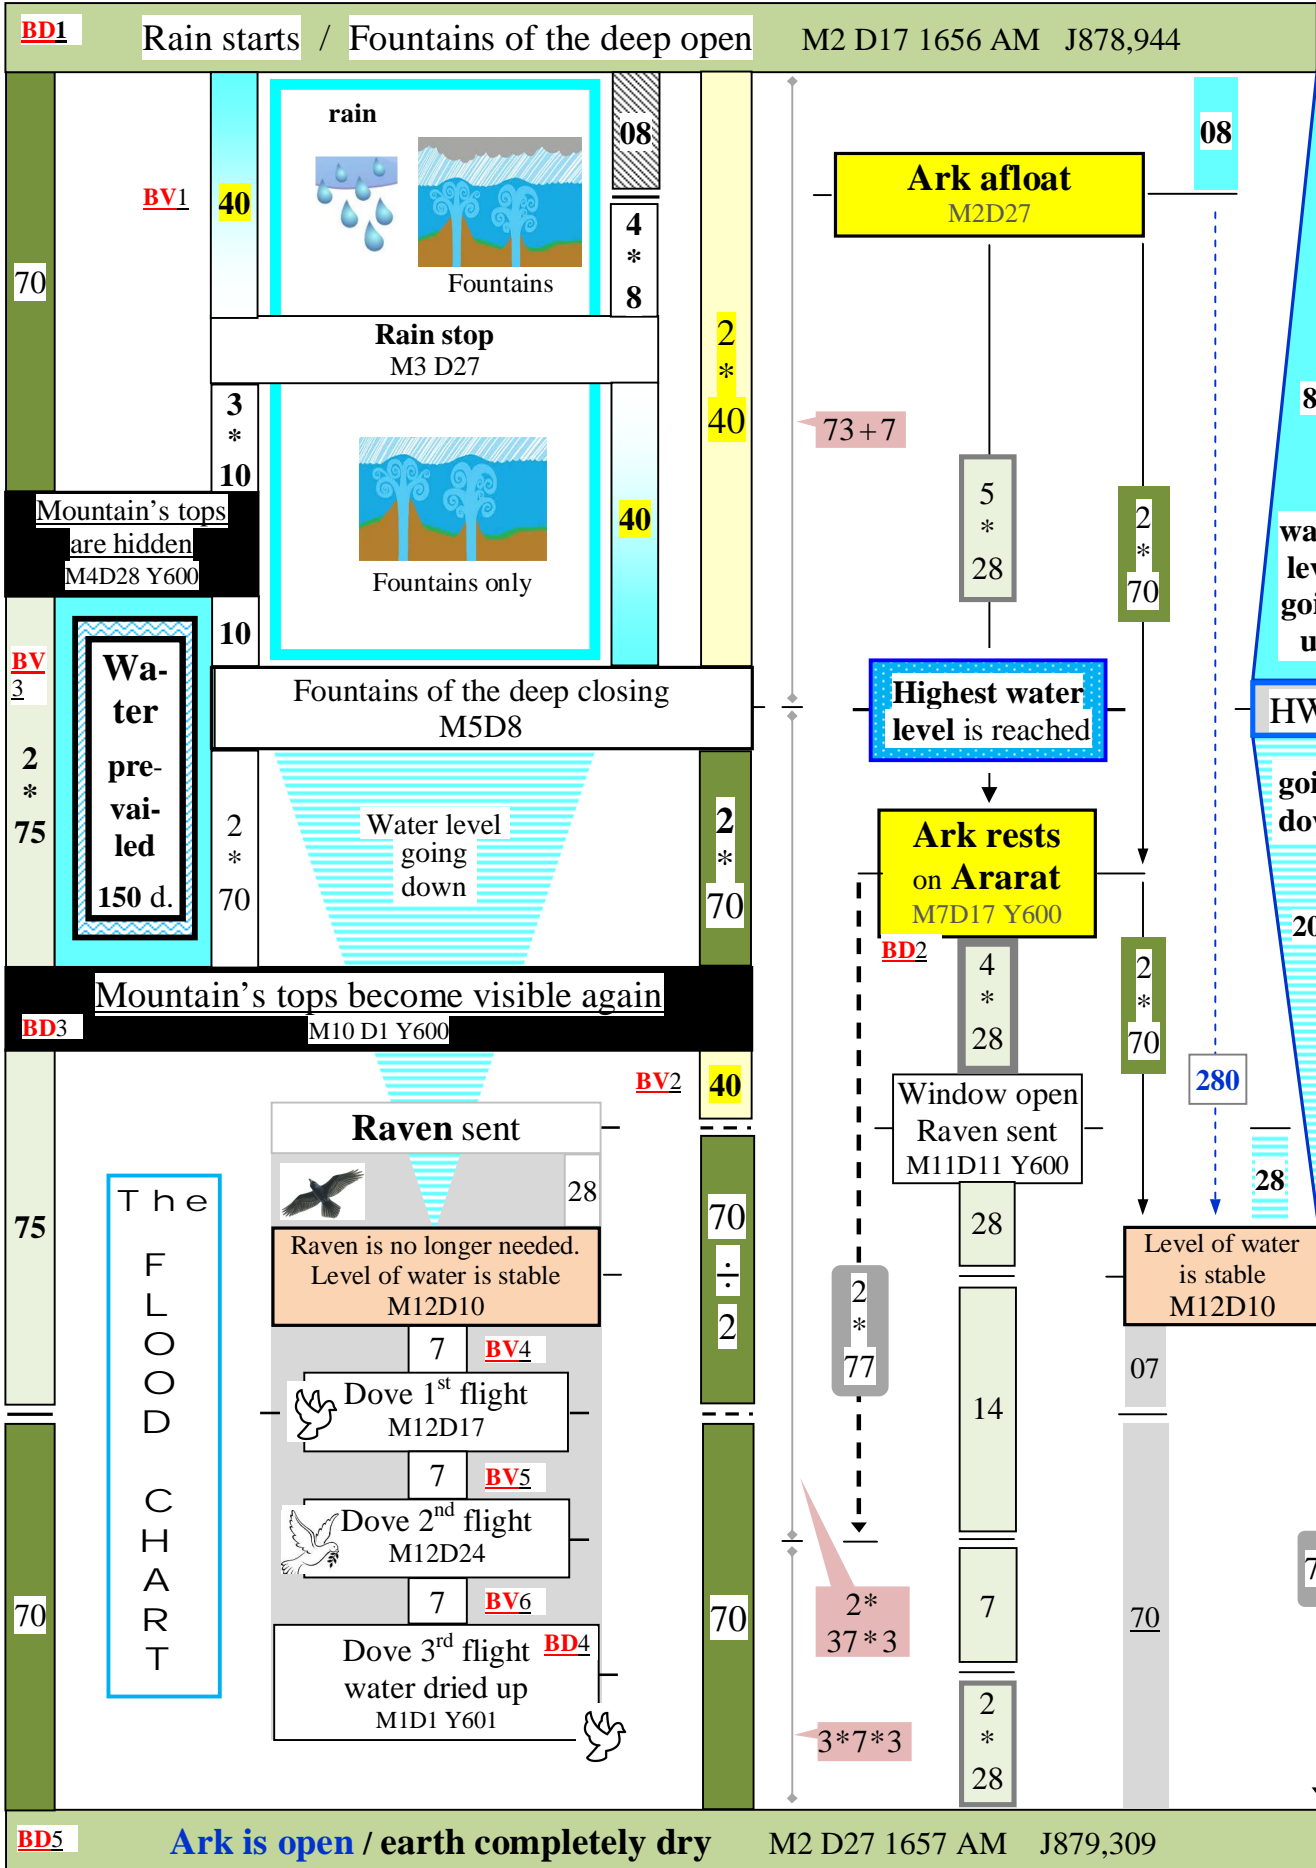 BD1 Rain starts / Fountains of the deep open M2 D17 1656 AM J878,944
rain
Fountains
08
08
BV1
40
4
*
8
70
Ark afloat
M2D27
Rain stop
M3 D27
2
*
40
3
*
10
73+7
40
5
*
28
2
*
70
Mountain's tops
are hidden
M4D28 Y600
Fountains only
10
BV
3
2
*
75
Wa-
ter
pre-
vai-
led
150 d.
Fountains of the deep closing
M5D8
Highest water
level is reached
2
*
70
Water level
going
down
2
*
70
Ark rests
on Ararat
M7D17 Y600
BD2
4
*
28
2
*
70
Mountain's tops become visible again
BD3
M10 D1 Y600
BV2
40
280
Raven sent
Window open
Raven sent
M11D11 Y600
28
28
28
75
The
FLOOD
CHART
70
÷
2
Raven is no longer needed.
Level of water is stable
M12D10
Level of water
is stable
M12D10
2
*
77
7 BV4
07
Dove 1st flight
M12D17
14
7 BV5
Dove 2nd flight
M12D24
7 BV6
70
70
2*
37*3
7
70
Dove 3rd flight BD4
water dried up
M1D1 Y601
3*7*3
2
*
28
BD5 Ark is open / earth completely dry M2 D27 1657 AM J879,309